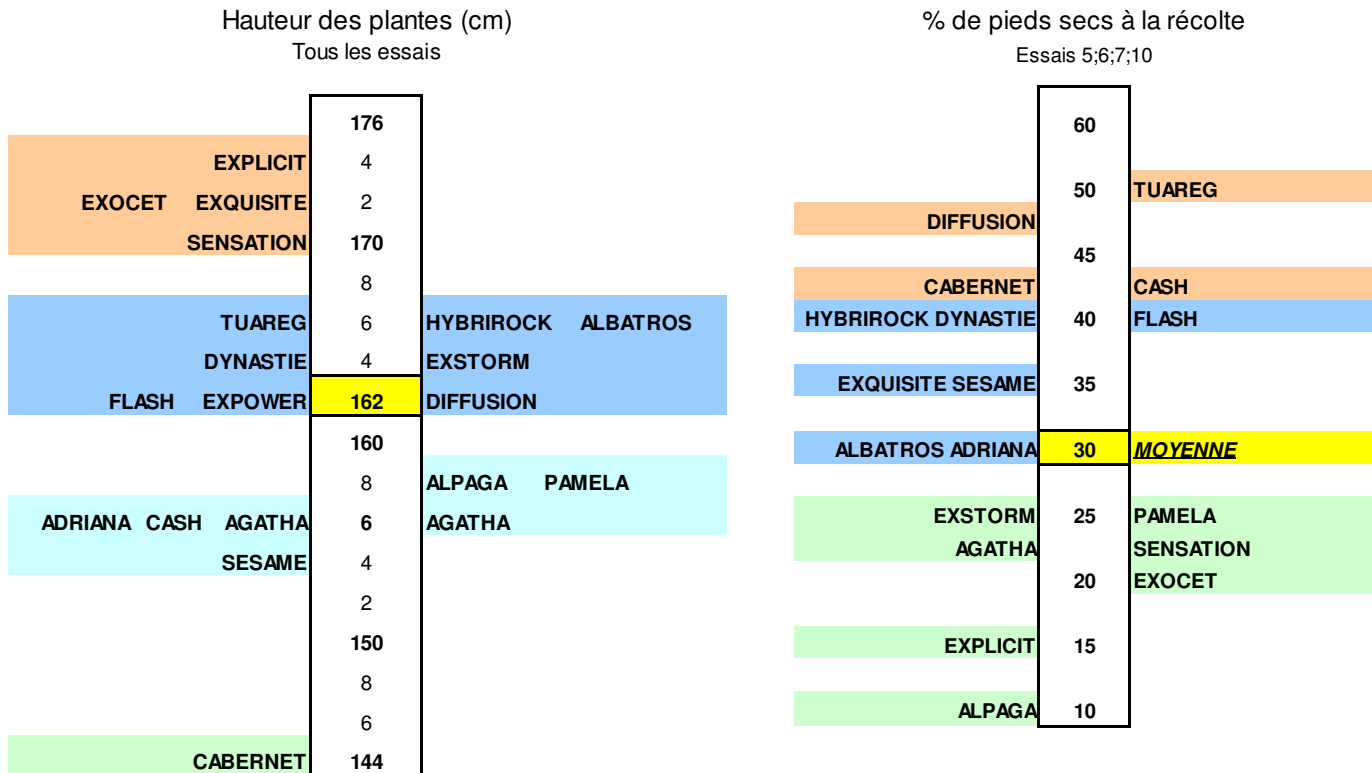 Hauteur des plantes (cm)
Tous les essais
176
EXPLICIT 4
EXOCET EXQUISITE 2
SENSATION 170
8
TUAREG 6 HYBRIROCK ALBATROS
DYNASTIE 4 EXSTORM
FLASH EXPOWER 162 DIFFUSION
160
8 ALPAGA PAMELA
ADRIANA CASH AGATHA 6 AGATHA
SESAME 4
2
150
8
6
CABERNET 144
% de pieds secs à la récolte
Essais 5;6;7;10
60
50 TUAREG
DIFFUSION
45
CABERNET CASH
HYBRIROCK DYNASTIE 40 FLASH
EXQUISITE SESAME 35
ALBATROS ADRIANA 30 MOYENNE
EXSTORM 25 PAMELA
AGATHA SENSATION
20 EXOCET
EXPLICIT 15
ALPAGA 10